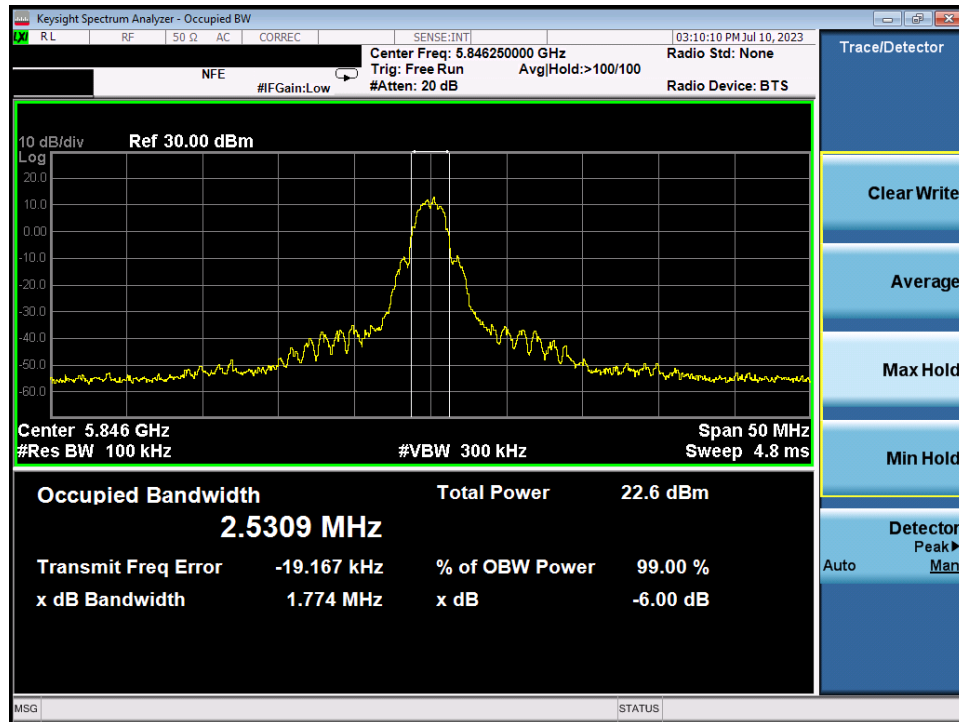 Keysight Spectrum Analyzer - Occupied BW
LXI RL RF 50 Ω AC CORREC SENSE:INT 03:10:10 PM Jul 10, 2023
Center Freq: 5.846250000 GHz Radio Std: None
NFE Trig: Free Run Avg|Hold:>100/100
#IFGain:Low #Atten: 20 dB Radio Device: BTS
10 dB/div Ref 30.00 dBm
Log
20.0
10.0
0.00
-10.0
-20.0
-30.0
-40.0
-50.0
-60.0
Center 5.846 GHz Span 50 MHz
#Res BW 100 kHz #VBW 300 kHz Sweep 4.8 ms
Occupied Bandwidth Total Power 22.6 dBm
2.5309 MHz
Transmit Freq Error -19.167 kHz % of OBW Power 99.00 %
x dB Bandwidth 1.774 MHz x dB -6.00 dB
MSG STATUS
Trace/Detector
Clear Write
Average
Max Hold
Min Hold
Detector
Peak▶
Auto Man